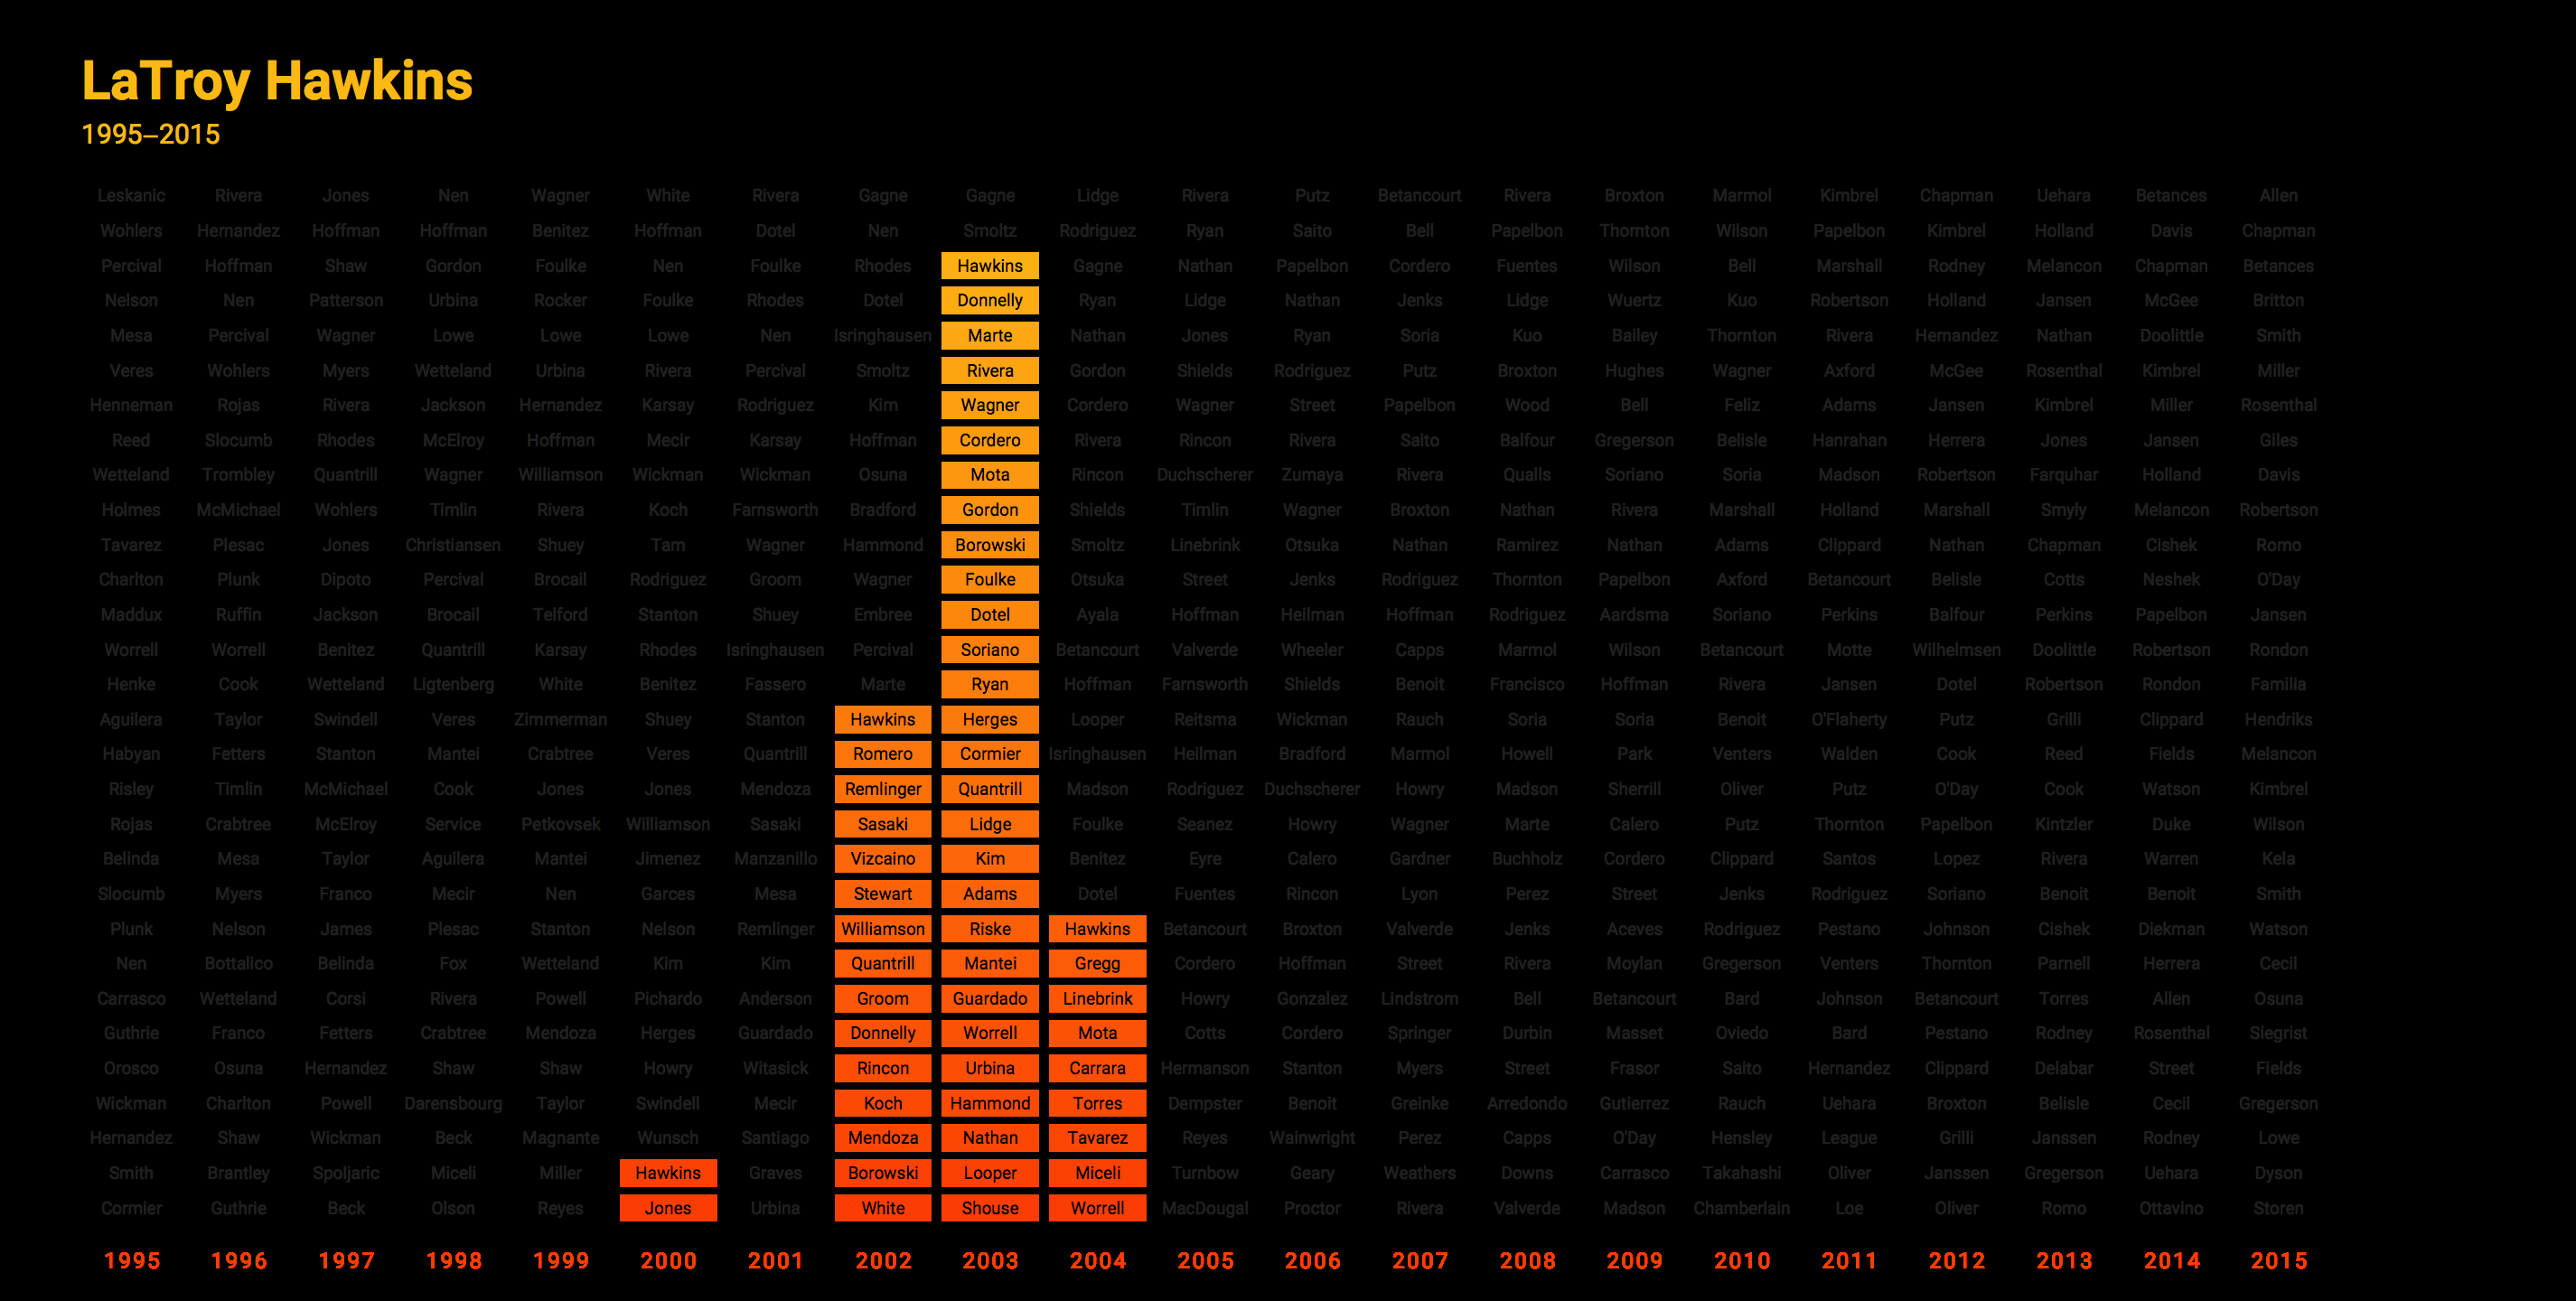 LaTroy Hawkins
1995–2015
Leskanic Rivera Jones Nen Wagner White Rivera Gagne Gagne Lidge Rivera Putz Betancourt Rivera Broxton Marmol Kimbrel Chapman Uehara Betances Allen
Wohlers Hernandez Hoffman Hoffman Benitez Hoffman Dotel Nen Smoltz Rodriguez Ryan Saito Bell Papelbon Thornton Wilson Papelbon Kimbrel Holland Davis Chapman
Percival Hoffman Shaw Gordon Foulke Nen Foulke Rhodes Hawkins Gagne Nathan Papelbon Cordero Fuentes Wilson Bell Marshall Rodney Melancon Chapman Betances
Nelson Nen Patterson Urbina Rocker Foulke Rhodes Dotel Donnelly Ryan Lidge Nathan Jenks Lidge Wuertz Kuo Robertson Holland Jansen McGee Britton
Mesa Percival Wagner Lowe Lowe Lowe Nen Isringhausen Marte Nathan Jones Ryan Soria Kuo Bailey Thornton Rivera Hernandez Nathan Doolittle Smith
Veres Wohlers Myers Wetteland Urbina Rivera Percival Smoltz Rivera Gordon Shields Rodriguez Putz Broxton Hughes Wagner Axford McGee Rosenthal Kimbrel Miller
Henneman Rojas Rivera Jackson Hernandez Karsay Rodriguez Kim Wagner Cordero Wagner Street Papelbon Wood Bell Feliz Adams Jansen Kimbrel Miller Rosenthal
Reed Slocumb Rhodes McElroy Hoffman Mecir Karsay Hoffman Cordero Rivera Rincon Rivera Saito Balfour Gregerson Belisle Hanrahan Herrera Jones Jansen Giles
Wetteland Trombley Quantrill Wagner Williamson Wickman Wickman Osuna Mota Rincon Duchscherer Zumaya Rivera Qualls Soriano Soria Madson Robertson Farquhar Holland Davis
Holmes McMichael Wohlers Timlin Rivera Koch Farnsworth Bradford Gordon Shields Timlin Wagner Broxton Nathan Rivera Marshall Holland Marshall Smyly Melancon Robertson
Tavarez Plesac Jones Christiansen Shuey Tam Wagner Hammond Borowski Smoltz Linebrink Otsuka Nathan Ramirez Nathan Adams Clippard Nathan Chapman Cishek Romo
Charlton Plunk Dipoto Percival Brocail Rodriguez Groom Wagner Foulke Otsuka Street Jenks Rodriguez Thornton Papelbon Axford Betancourt Belisle Cotts Neshek O'Day
Maddux Ruffin Jackson Brocail Telford Stanton Shuey Embree Dotel Ayala Hoffman Heilman Hoffman Rodriguez Aardsma Soriano Perkins Balfour Perkins Papelbon Jansen
Worrell Worrell Benitez Quantrill Karsay Rhodes Isringhausen Percival Soriano Betancourt Valverde Wheeler Capps Marmol Wilson Betancourt Motte Wilhelmsen Doolittle Robertson Rondon
Henke Cook Wetteland Ligtenberg White Benitez Fassero Marte Ryan Hoffman Farnsworth Shields Benoit Francisco Hoffman Rivera Jansen Dotel Robertson Rondon Familia
Aguilera Taylor Swindell Veres Zimmerman Shuey Stanton Hawkins Herges Looper Reitsma Wickman Rauch Soria Soria Benoit O'Flaherty Putz Grilli Clippard Hendriks
Habyan Fetters Stanton Mantei Crabtree Veres Quantrill Romero Cormier Isringhausen Heilman Bradford Marmol Howell Park Venters Walden Cook Reed Fields Melancon
Risley Timlin McMichael Cook Jones Jones Mendoza Remlinger Quantrill Madson Rodriguez Duchscherer Howry Madson Sherrill Oliver Putz O'Day Cook Watson Kimbrel
Rojas Crabtree McElroy Service Petkovsek Williamson Sasaki Sasaki Lidge Foulke Seanez Howry Wagner Marte Calero Putz Thornton Papelbon Kintzler Duke Wilson
Belinda Mesa Taylor Aguilera Mantei Jimenez Manzanillo Vizcaino Kim Benitez Eyre Calero Gardner Buchholz Cordero Clippard Santos Lopez Rivera Warren Kela
Slocumb Myers Franco Mecir Nen Garces Mesa Stewart Adams Dotel Fuentes Rincon Lyon Perez Street Jenks Rodriguez Soriano Benoit Benoit Smith
Plunk Nelson James Plesac Stanton Nelson Remlinger Williamson Riske Hawkins Betancourt Broxton Valverde Jenks Aceves Rodriguez Pestano Johnson Cishek Diekman Watson
Nen Bottalico Belinda Fox Wetteland Kim Kim Quantrill Mantei Gregg Cordero Hoffman Street Rivera Moylan Gregerson Venters Thornton Parnell Herrera Cecil
Carrasco Wetteland Corsi Rivera Powell Pichardo Anderson Groom Guardado Linebrink Howry Gonzalez Lindstrom Bell Betancourt Bard Johnson Betancourt Torres Allen Osuna
Guthrie Franco Fetters Crabtree Mendoza Herges Guardado Donnelly Worrell Mota Cotts Cordero Springer Durbin Masset Oviedo Bard Pestano Rodney Rosenthal Siegrist
Orosco Osuna Hernandez Shaw Shaw Howry Witasick Rincon Urbina Carrara Hermanson Stanton Myers Street Frasor Saito Hernandez Clippard Delabar Street Fields
Wickman Charlton Powell Darensbourg Taylor Swindell Mecir Koch Hammond Torres Dempster Benoit Greinke Arredondo Gutierrez Rauch Uehara Broxton Belisle Cecil Gregerson
Hernandez Shaw Wickman Beck Magnante Wunsch Santiago Mendoza Nathan Tavarez Reyes Wainwright Perez Capps O'Day Hensley League Grilli Janssen Rodney Lowe
Smith Brantley Spoljaric Miceli Miller Hawkins Graves Borowski Looper Miceli Turnbow Geary Weathers Downs Carrasco Takahashi Oliver Janssen Gregerson Uehara Dyson
Cormier Guthrie Beck Olson Reyes Jones Urbina White Shouse Worrell MacDougal Proctor Rivera Valverde Madson Chamberlain Loe Oliver Romo Ottavino Storen
1995 1996 1997 1998 1999 2000 2001 2002 2003 2004 2005 2006 2007 2008 2009 2010 2011 2012 2013 2014 2015